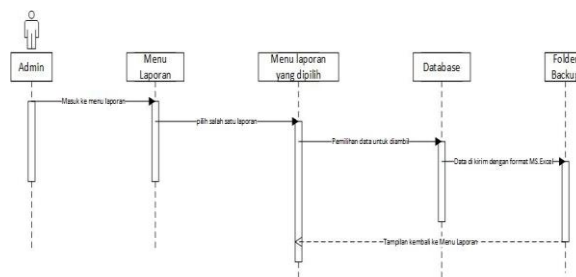 Admin
Menu
Laporan
Menu laporan
yang dipilih
Database
Folder
Backup
Masuk ke menu laporan
pilih salah satu laporan
Pemilihan data untuk diambil
Data di kirim dengan format MS.Excel
Tampilan kembali ke Menu Laporan